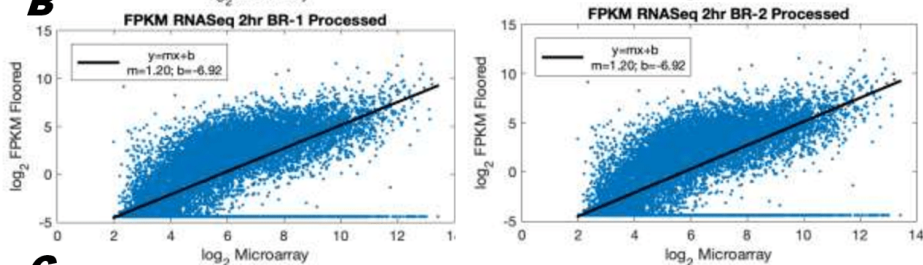 B
FPKM RNASeq 2hr BR-1 Processed
15
10
5
0
-5
log2 FPKM Floored
y=mx+b
m=1.20; b=-6.92
0 2 4 6 8 10 12
log2 Microarray
FPKM RNASeq 2hr BR-2 Processed
15
10
5
0
-5
log2 FPKM Floored
y=mx+b
m=1.20; b=-6.92
0 2 4 6 8 10 12 14
log2 Microarray